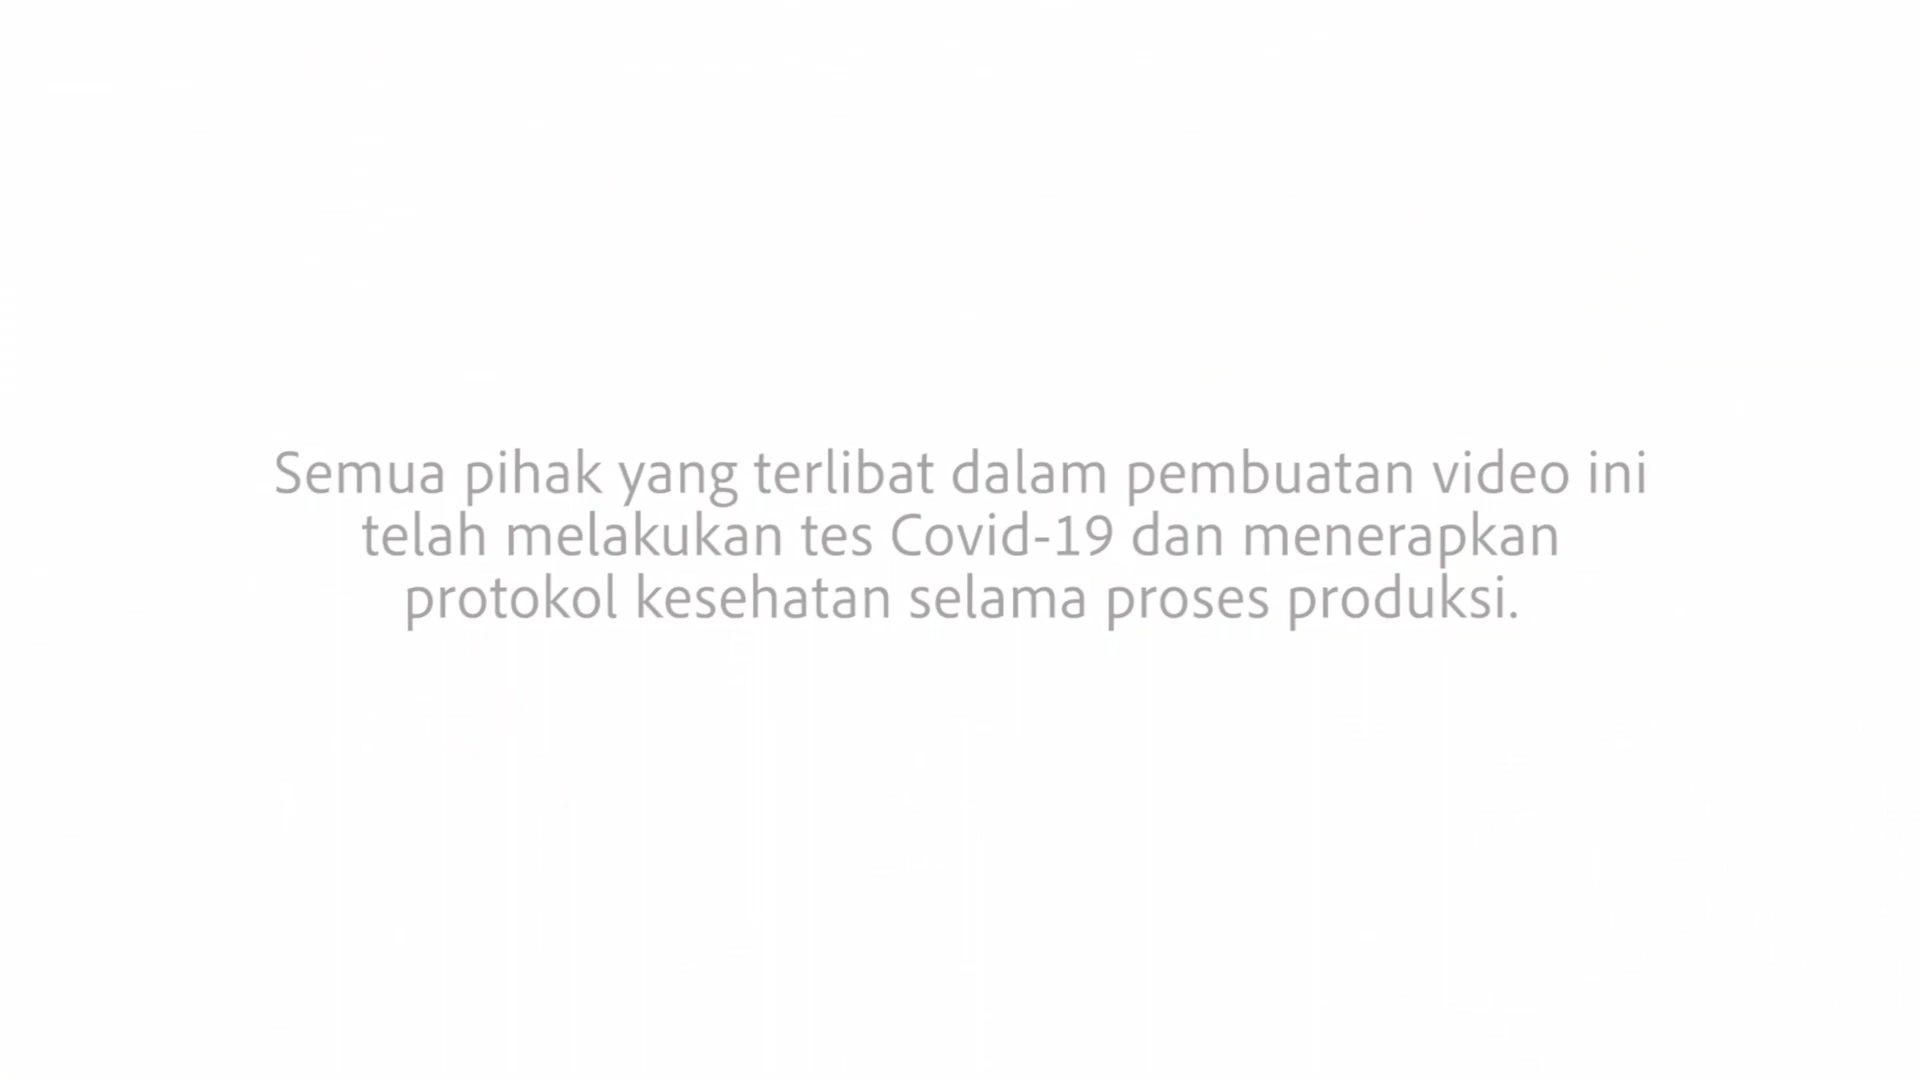 Semua pihak yang terlibat dalam pembuatan video ini
telah melakukan tes Covid-19 dan menerapkan
protokol kesehatan selama proses produksi.